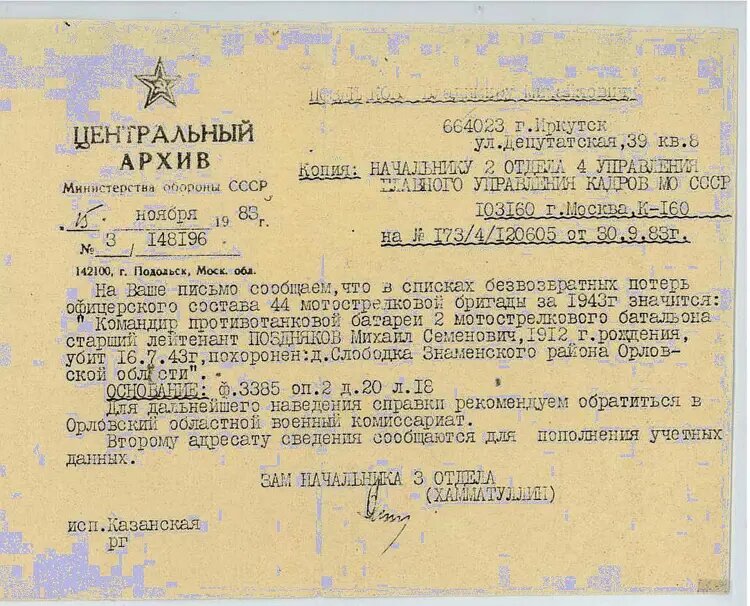 ЦЕНТРАЛЬНЫЙ
АРХИВ
Министерства обороны СССР
15 ноября 1983 г.
№ 3/148196
142100, г. Подольск, Моск. обл.
664023 г.Иркутск
ул.Депутатская,39 кв.8
Копия: НАЧАЛЬНИКУ 2 ОТДЕЛА 4 УПРАВЛЕНИЯ
ГЛАВНОГО УПРАВЛЕНИЯ КАДРОВ МО СССР
103160 г.Москва,К-160
на № 173/4/120605 от 30.9.83г.
На Ваше письмо сообщаем,что в списках безвозвратных потерь
офицерского состава 44 мотострелковой бригады за 1943г значится:
" Командир противотанковой батареи 2 мотострелкового батальона
старший лейтенант ПОЗДНЯКОВ Михаил Семенович,1912 г.рождения,
убит 16.7.43г,похоронен:д.Слободка Знаменского района Орлов-
ской области"
ОСНОВАНИЕ: ф.3385 оп.2 д.20 л.18
Для дальнейшего наведения справки рекомендуем обратиться в
Орловский областной военный комиссариат.
Второму адресату сведения сообщаются для пополнения учетных
данных.
ЗАМ НАЧАЛЬНИКА 3 ОТДЕЛА
(ХАММАТУЛЛИН)
исп.Казанская
рг